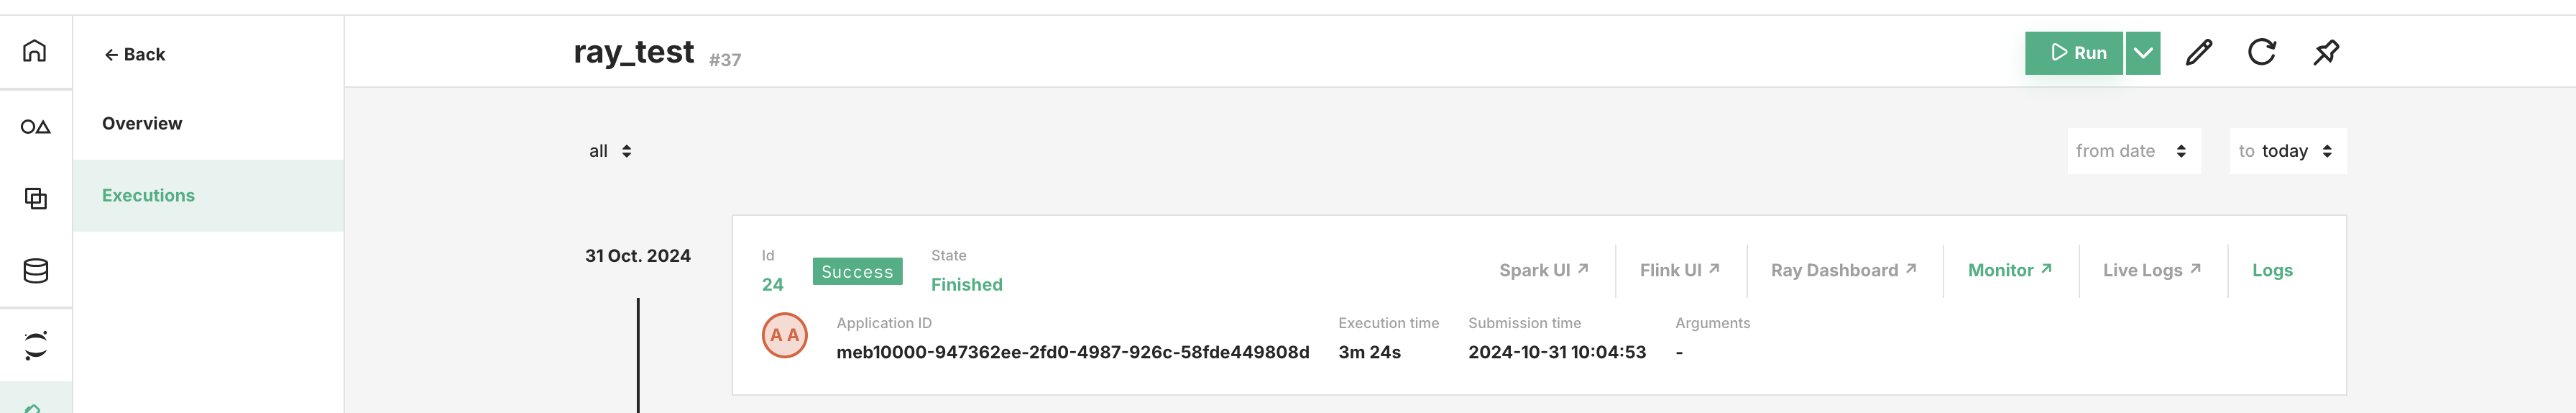 ← Back
Overview
Executions
ray_test #37
Run
all
from date
to today
31 Oct. 2024
Id
24
Success
State
Finished
Spark UI
Flink UI
Ray Dashboard
Monitor
Live Logs
Logs
A A
Application ID
meb10000-947362ee-2fd0-4987-926c-58fde449808d
Execution time
3m 24s
Submission time
2024-10-31 10:04:53
Arguments
-